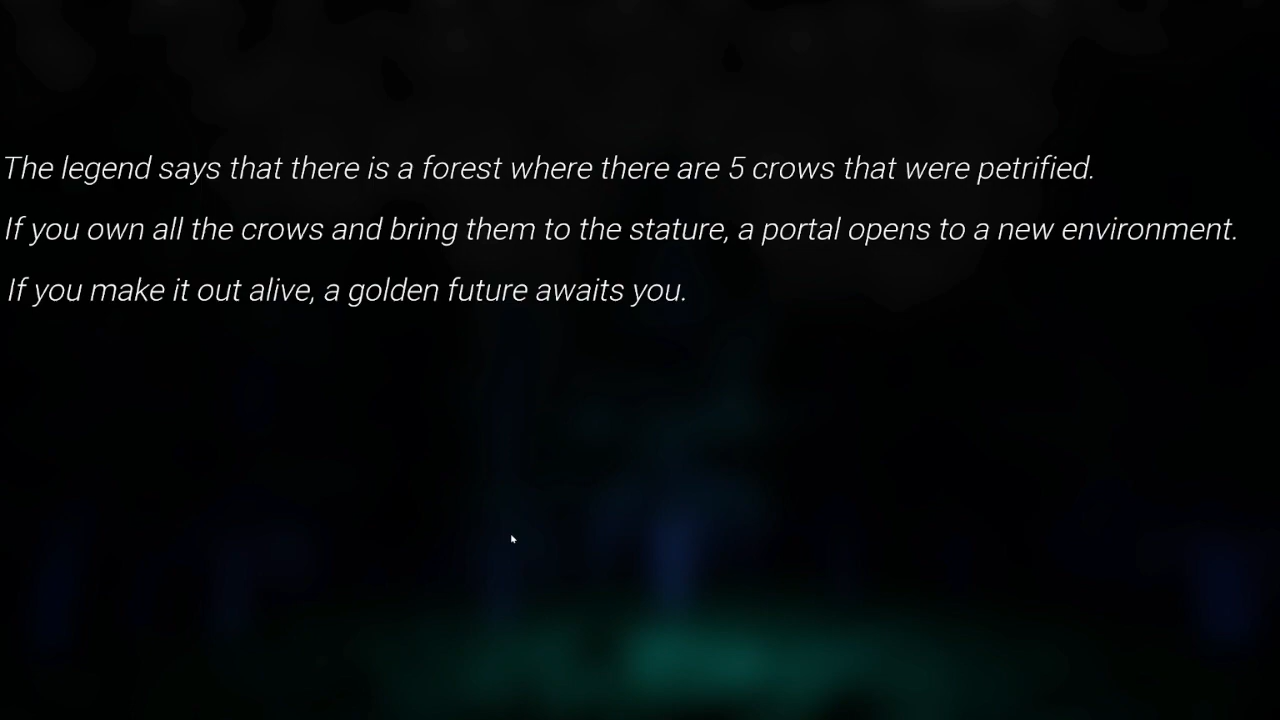 The legend says that there is a forest where there are 5 crows that were petrified.
If you own all the crows and bring them to the stature, a portal opens to a new environment.
If you make it out alive, a golden future awaits you.